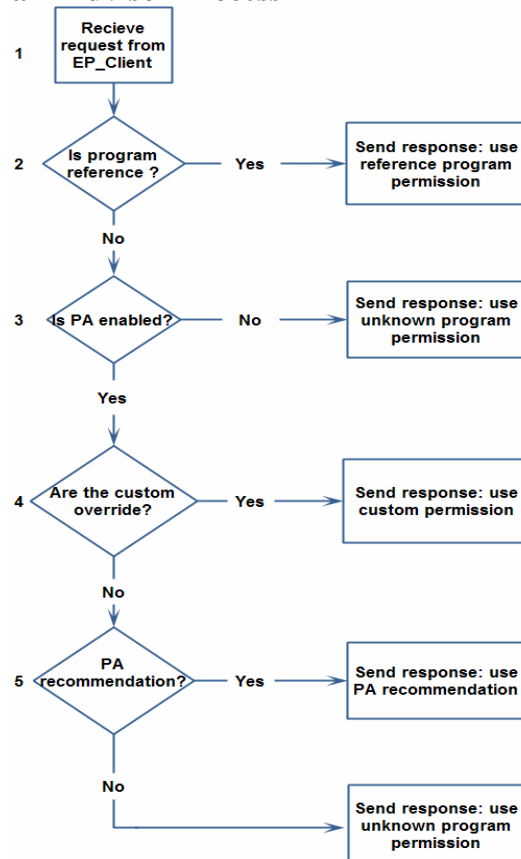 Recieve
request from
EP_Client
1
Is program
reference ?
2
Yes
Send response: use
reference program
permission
No
Is PA enabled?
3
No
Send response: use
unknown program
permission
Yes
Are the custom
override?
4
Yes
Send response: use
custom permission
No
PA
recommendation?
5
Yes
Send response: use
PA recommendation
No
Send response: use
unknown program
permission